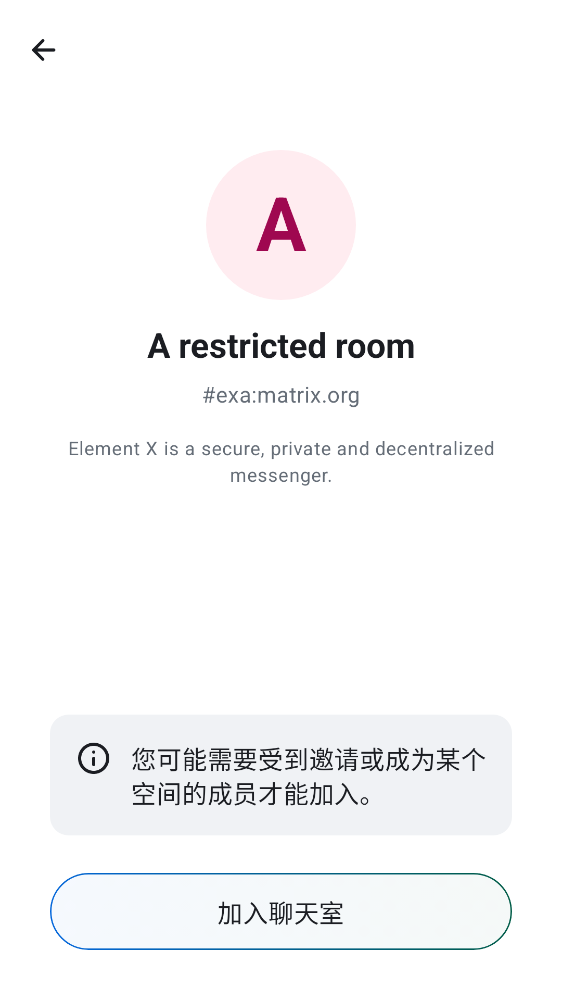 A
A restricted room
#exa:matrix.org
Element X is a secure, private and decentralized
messenger.
您可能需要受到邀请或成为某个
空间的成员才能加入。
加入聊天室